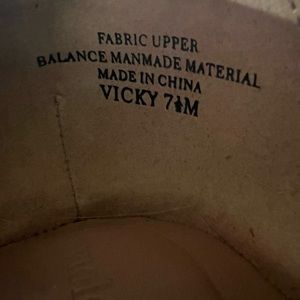 FABRIC UPPER
BALANCE MANMADE MATERIAL
MADE IN CHINA
VICKY 7½M